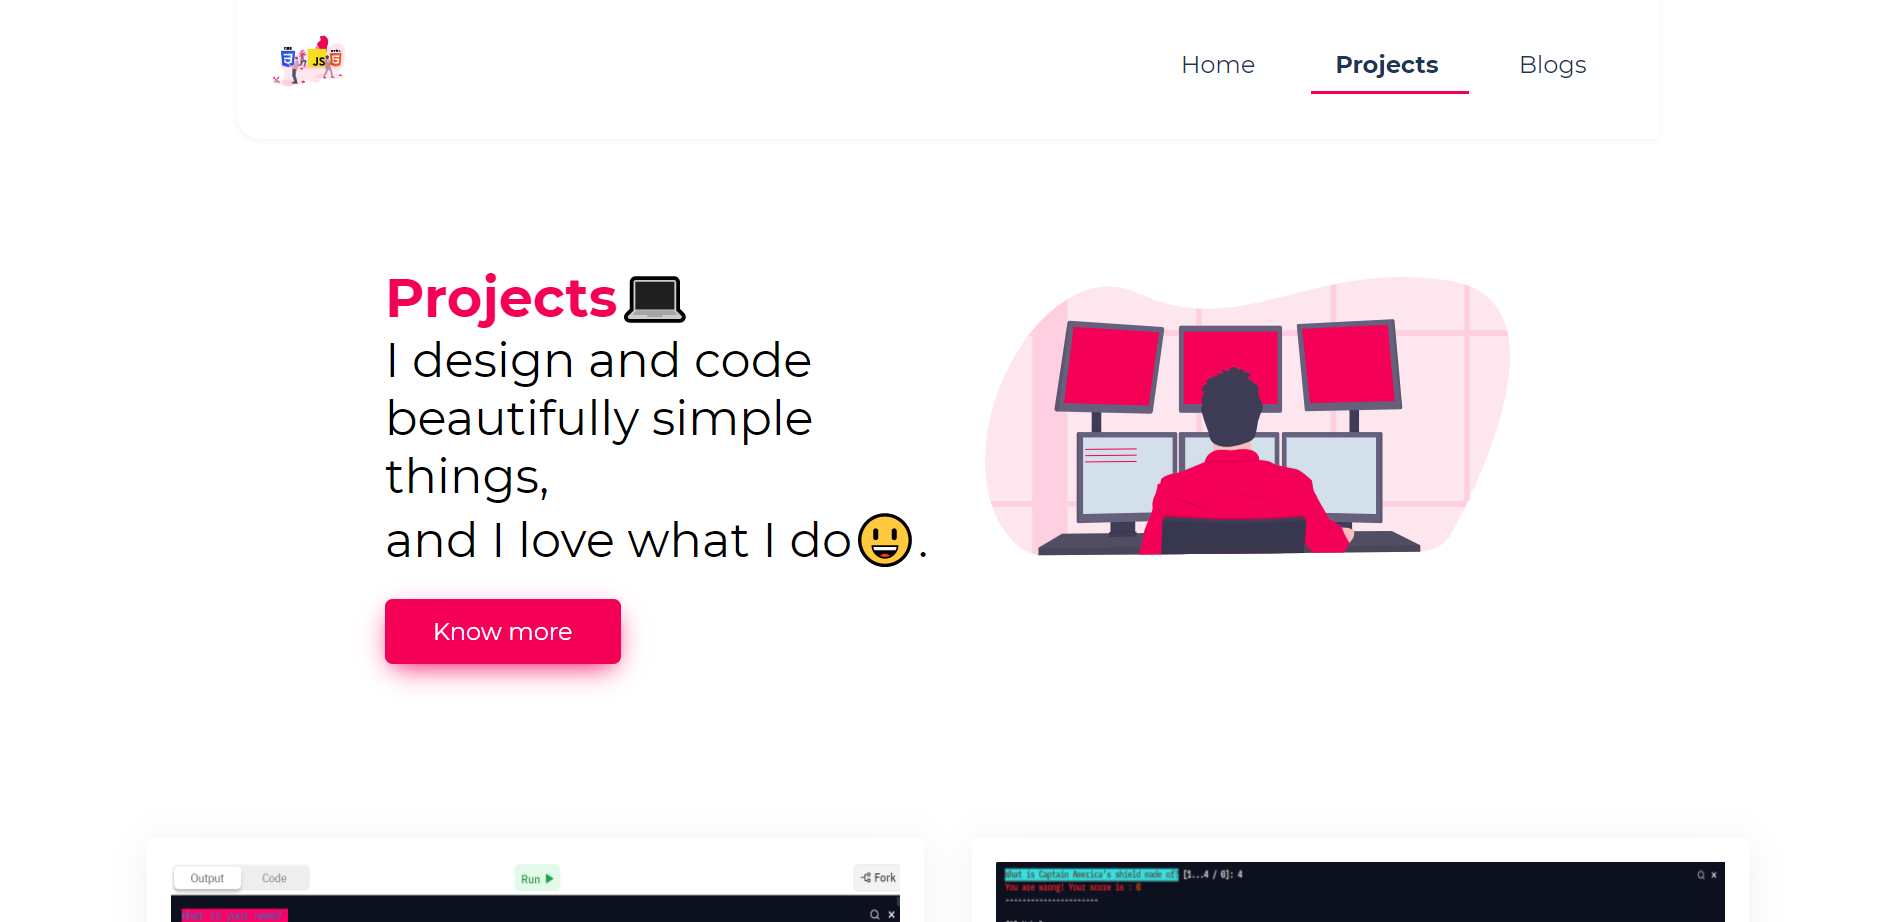 JS
Home Projects Blogs
Projects💻
I design and code
beautifully simple
things,
and I love what I do😃.
Know more
Output Code Run Fork
What is Captain America's shield made of? [1...4 / 0]: 4
You are wrong! Your score is : 0
----------------------
What is your name?